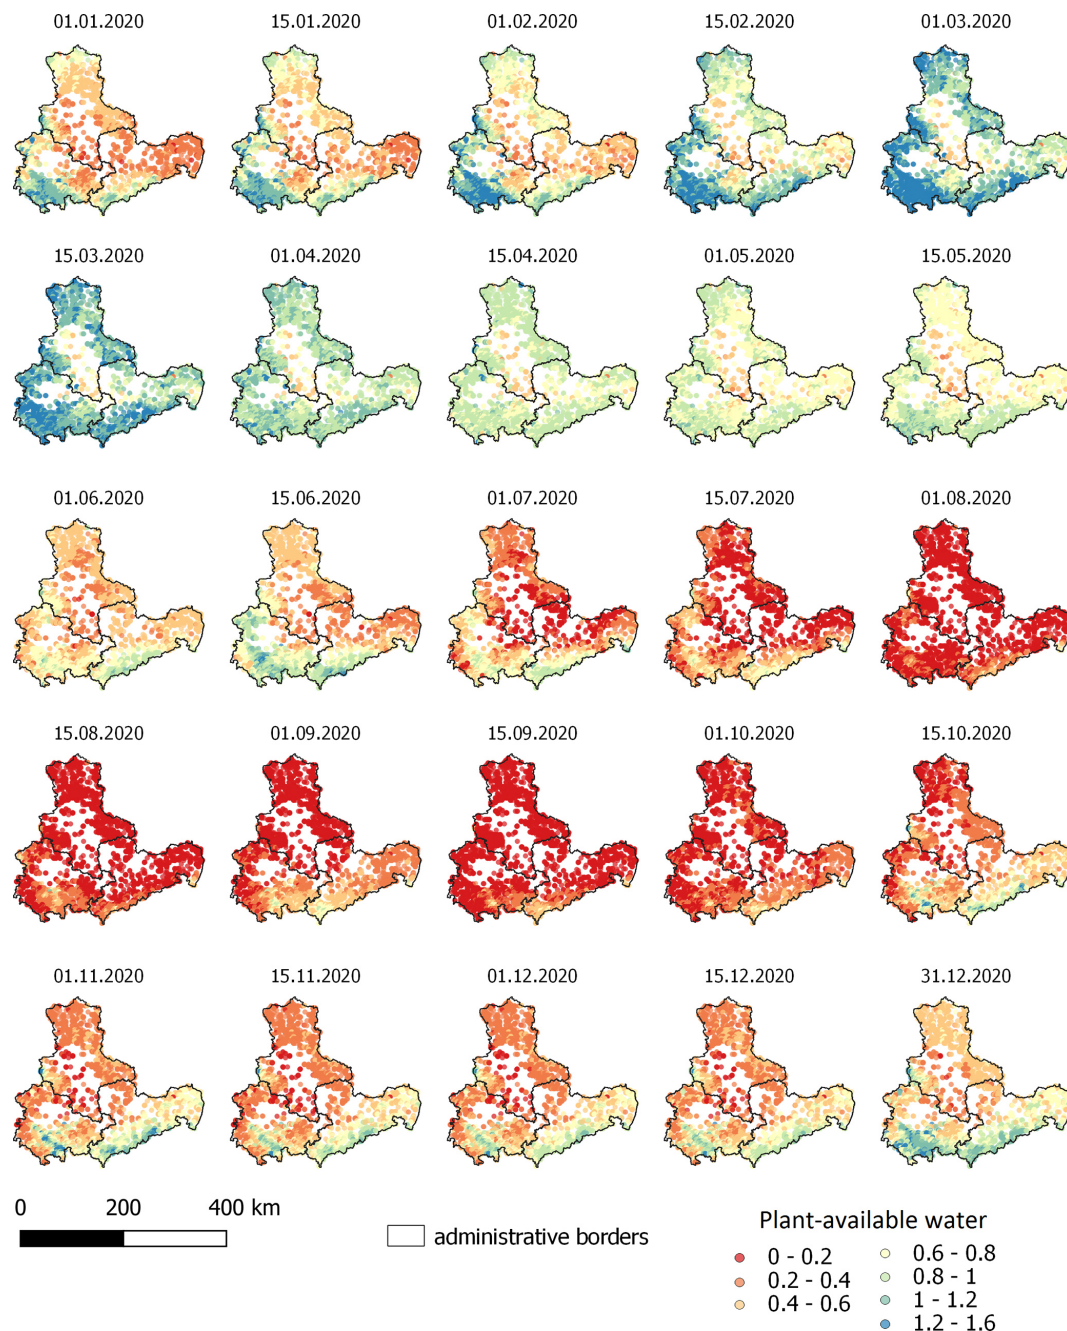 01.01.2020 15.01.2020 01.02.2020 15.02.2020 01.03.2020
15.03.2020 01.04.2020 15.04.2020 01.05.2020 15.05.2020
01.06.2020 15.06.2020 01.07.2020 15.07.2020 01.08.2020
15.08.2020 01.09.2020 15.09.2020 01.10.2020 15.10.2020
01.11.2020 15.11.2020 01.12.2020 15.12.2020 31.12.2020
0 200 400 km
administrative borders
Plant-available water
0 - 0.2
0.2 - 0.4
0.4 - 0.6
0.6 - 0.8
0.8 - 1
1 - 1.2
1.2 - 1.6